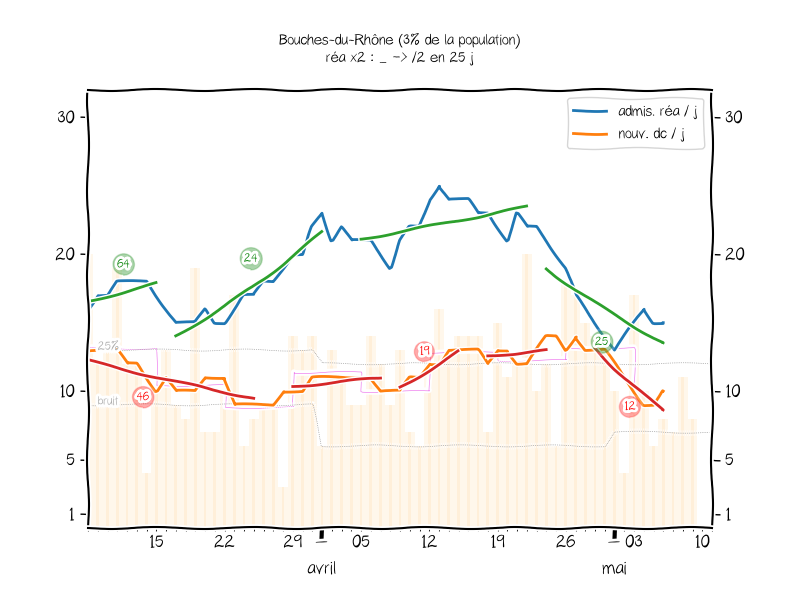 Bouches-du-Rhône (3% de la population)
réa x2 : _ -> /2 en 25 j
admis. réa / j
nouv. dc / j
30
30
20
20
10
10
5
5
1
1
64
24
25%
19
25
46
bruit
12
15 22 29 05 12 19 26 03 10
avril mai